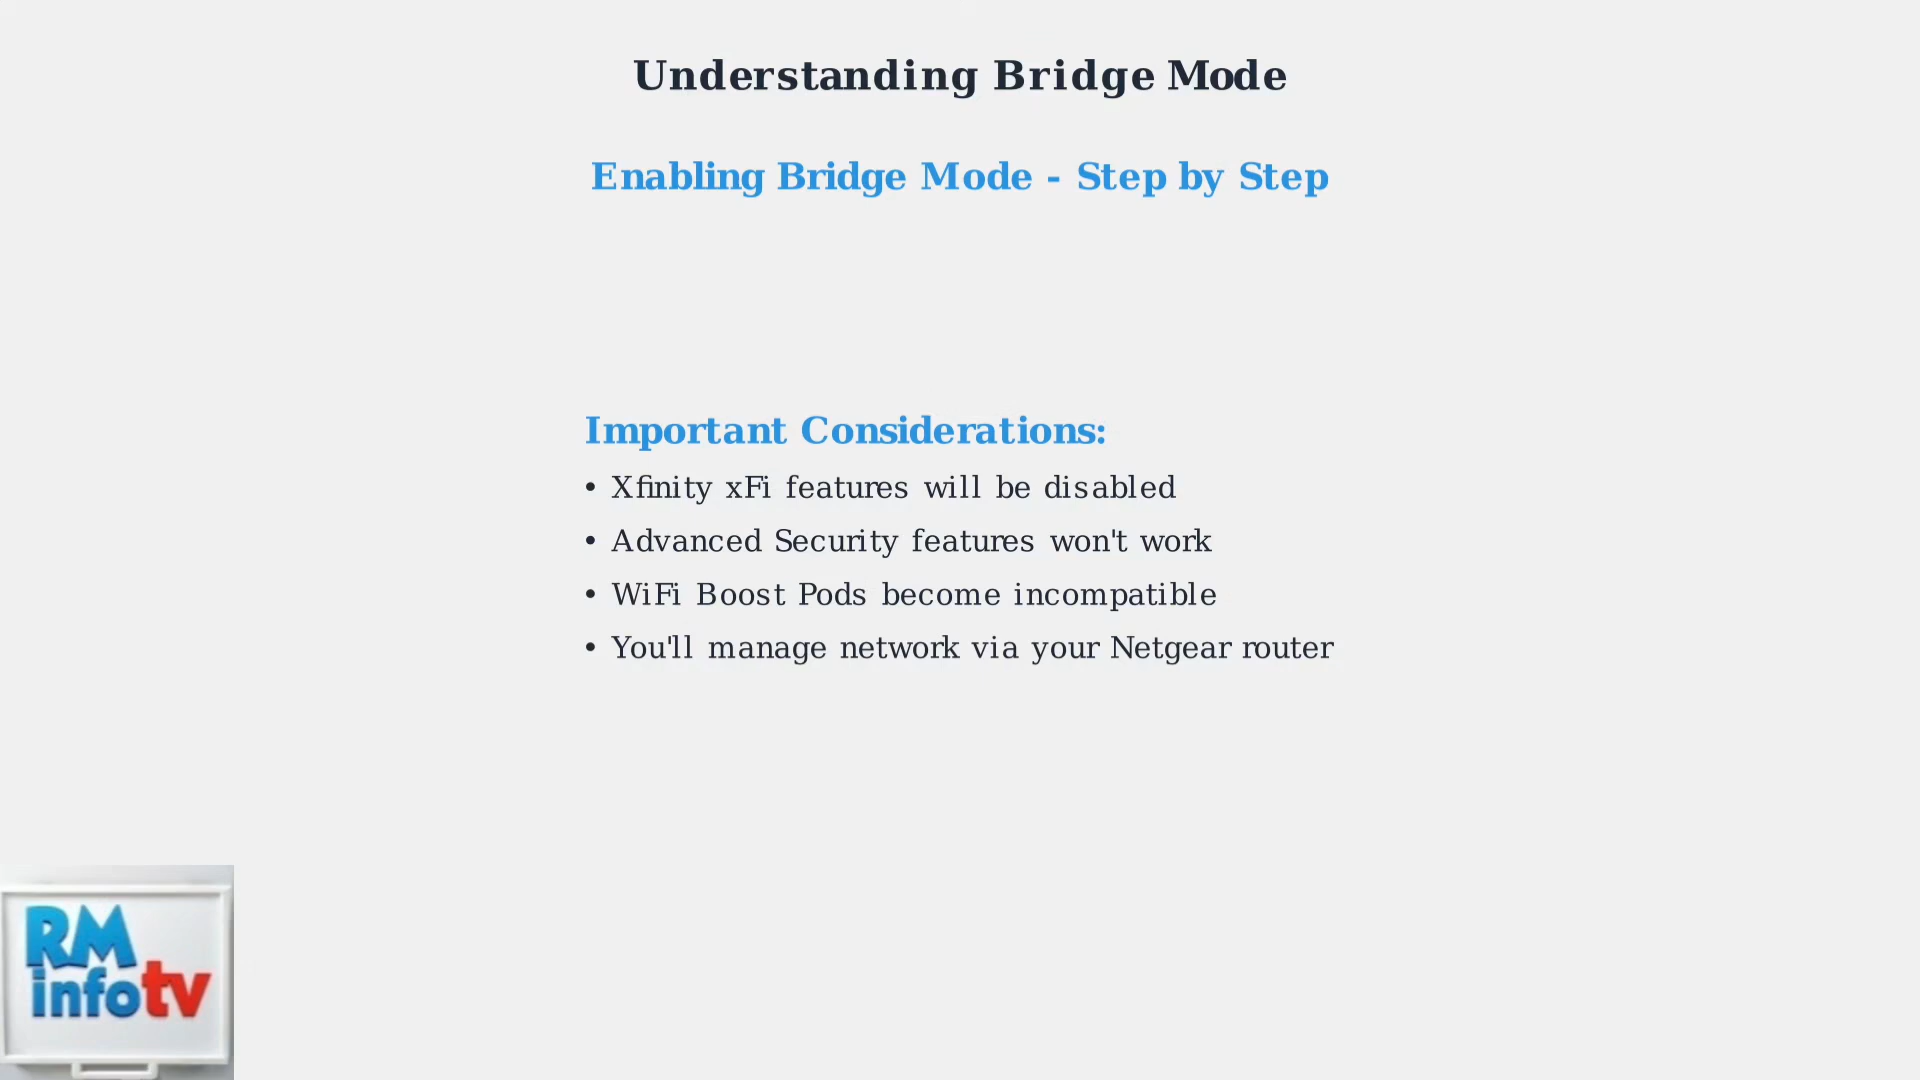 Understanding Bridge Mode
Enabling Bridge Mode - Step by Step
Important Considerations:
• Xfinity xFi features will be disabled
• Advanced Security features won't work
• WiFi Boost Pods become incompatible
• You'll manage network via your Netgear router
RM
infotv